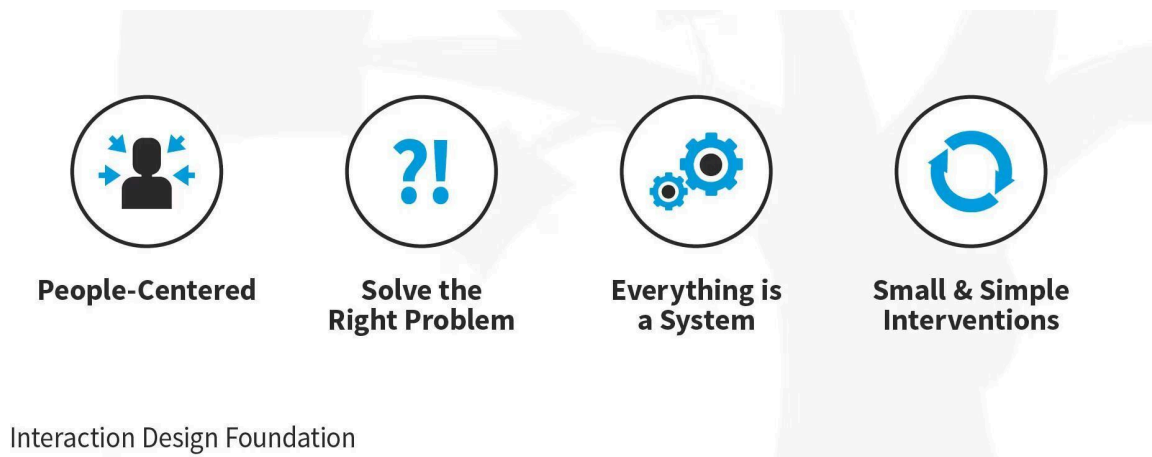 ?!
People-Centered
Solve the
Right Problem
Everything is
a System
Small & Simple
Interventions
Interaction Design Foundation